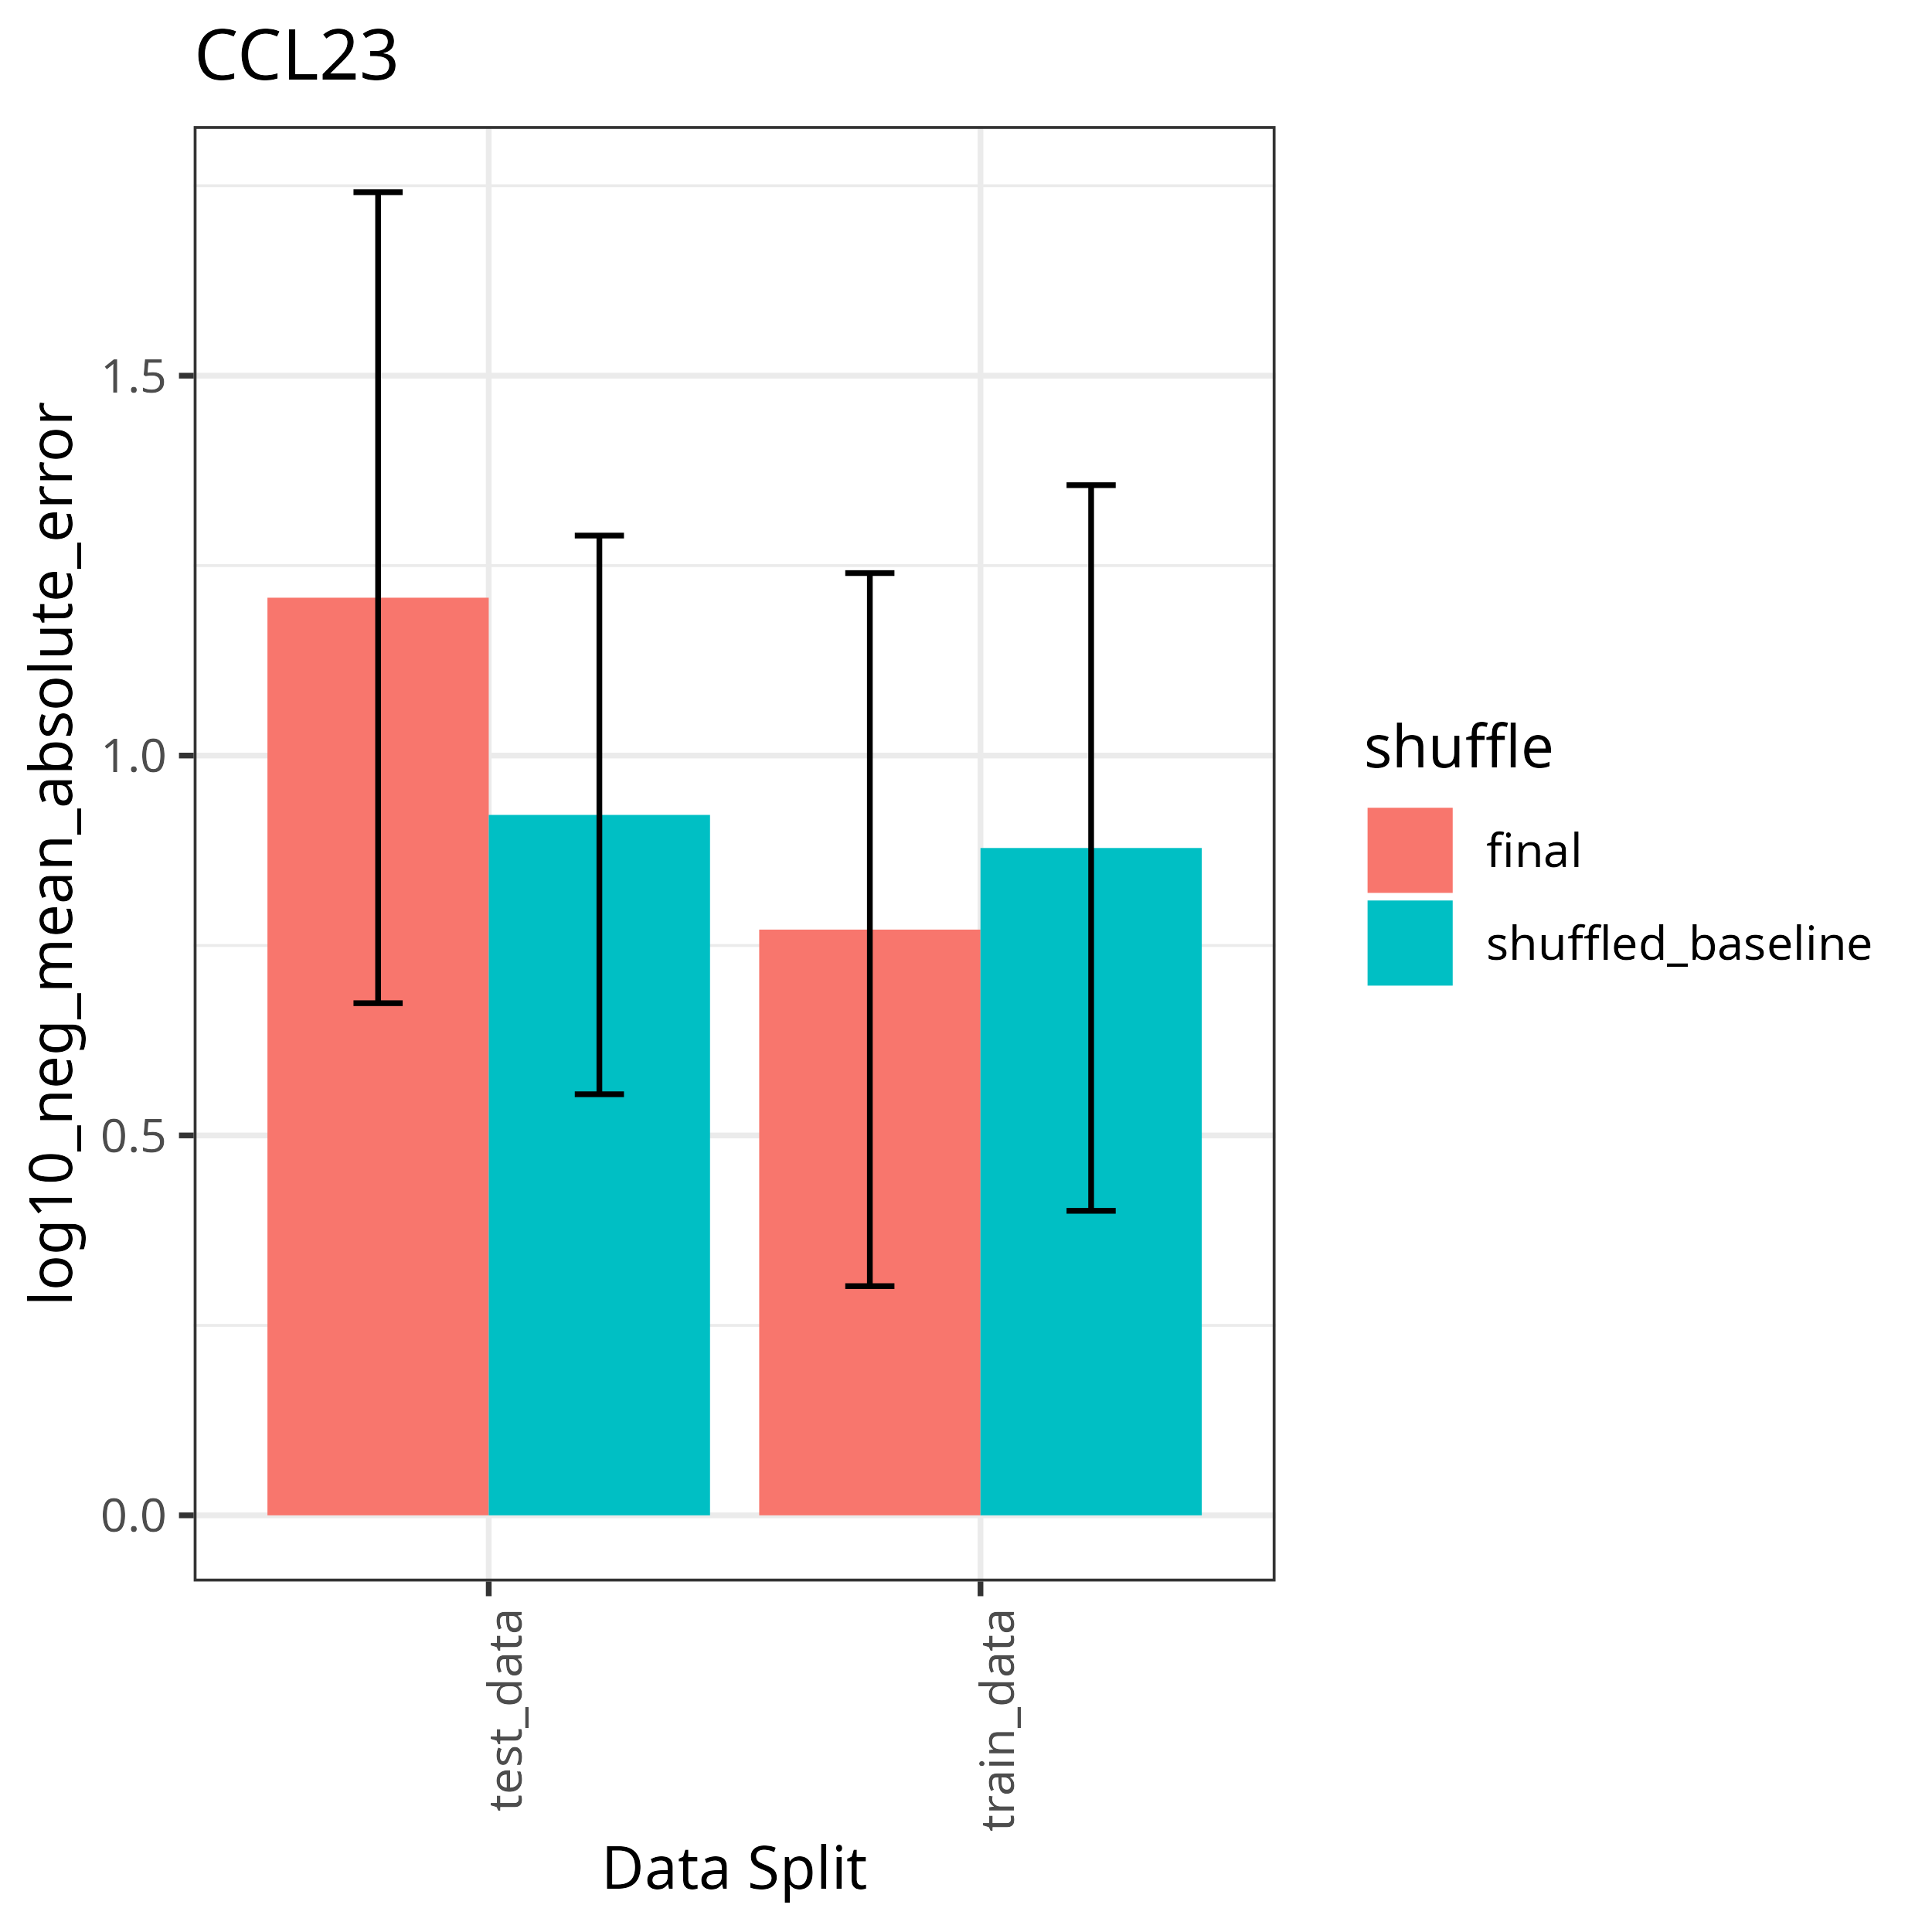 CCL23
log10_neg_mean_absolute_error
1.5
1.0
0.5
0.0
test_data
train_data
Data Split
shuffle
final
shuffled_baseline